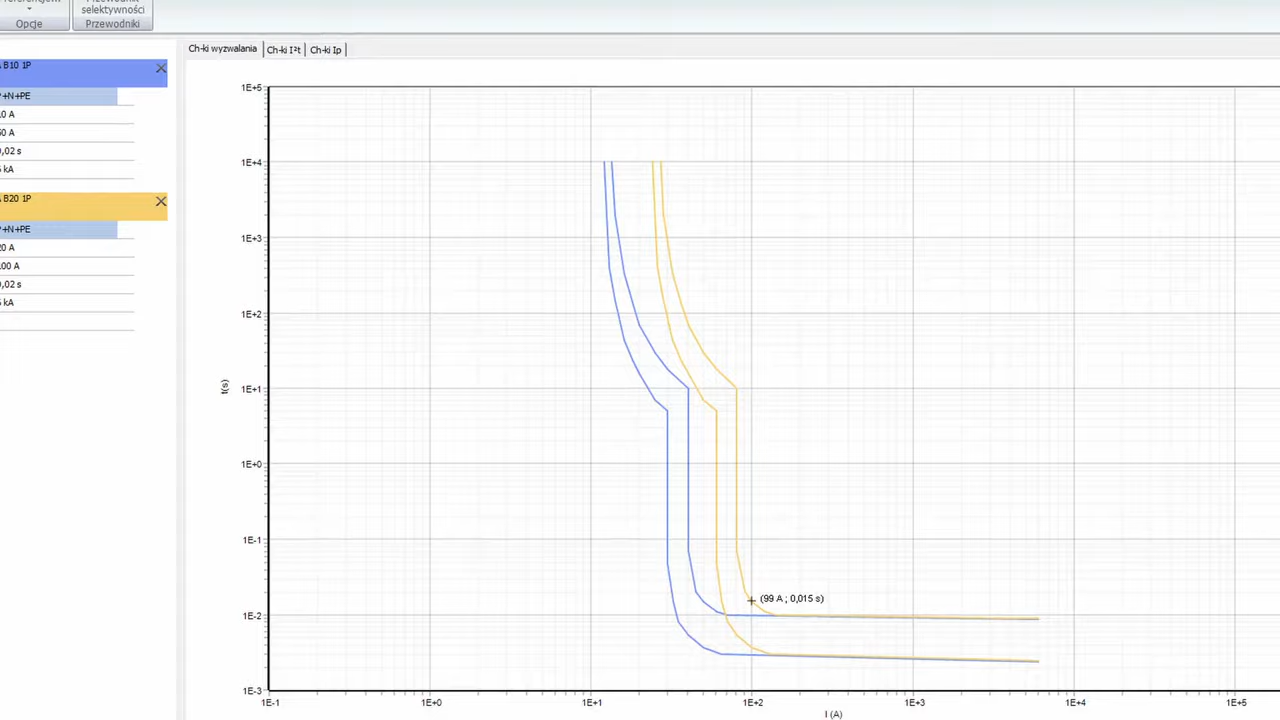 selektywności
Opcje
Przewodniki
Ch-ki wyzwalania
Ch-ki I²t
Ch-ki Ip
B10 1P
+N+PE
0 A
0 A
0,02 s
kA
B20 1P
+N+PE
20 A
00 A
0,02 s
kA
1E+5
1E+4
1E+3
1E+2
1E+1
1E+0
1E-1
1E-2
1E-3
t(s)
(99 A ; 0,015 s)
1E-1
1E+0
1E+1
1E+2
1E+3
1E+4
1E+5
I (A)